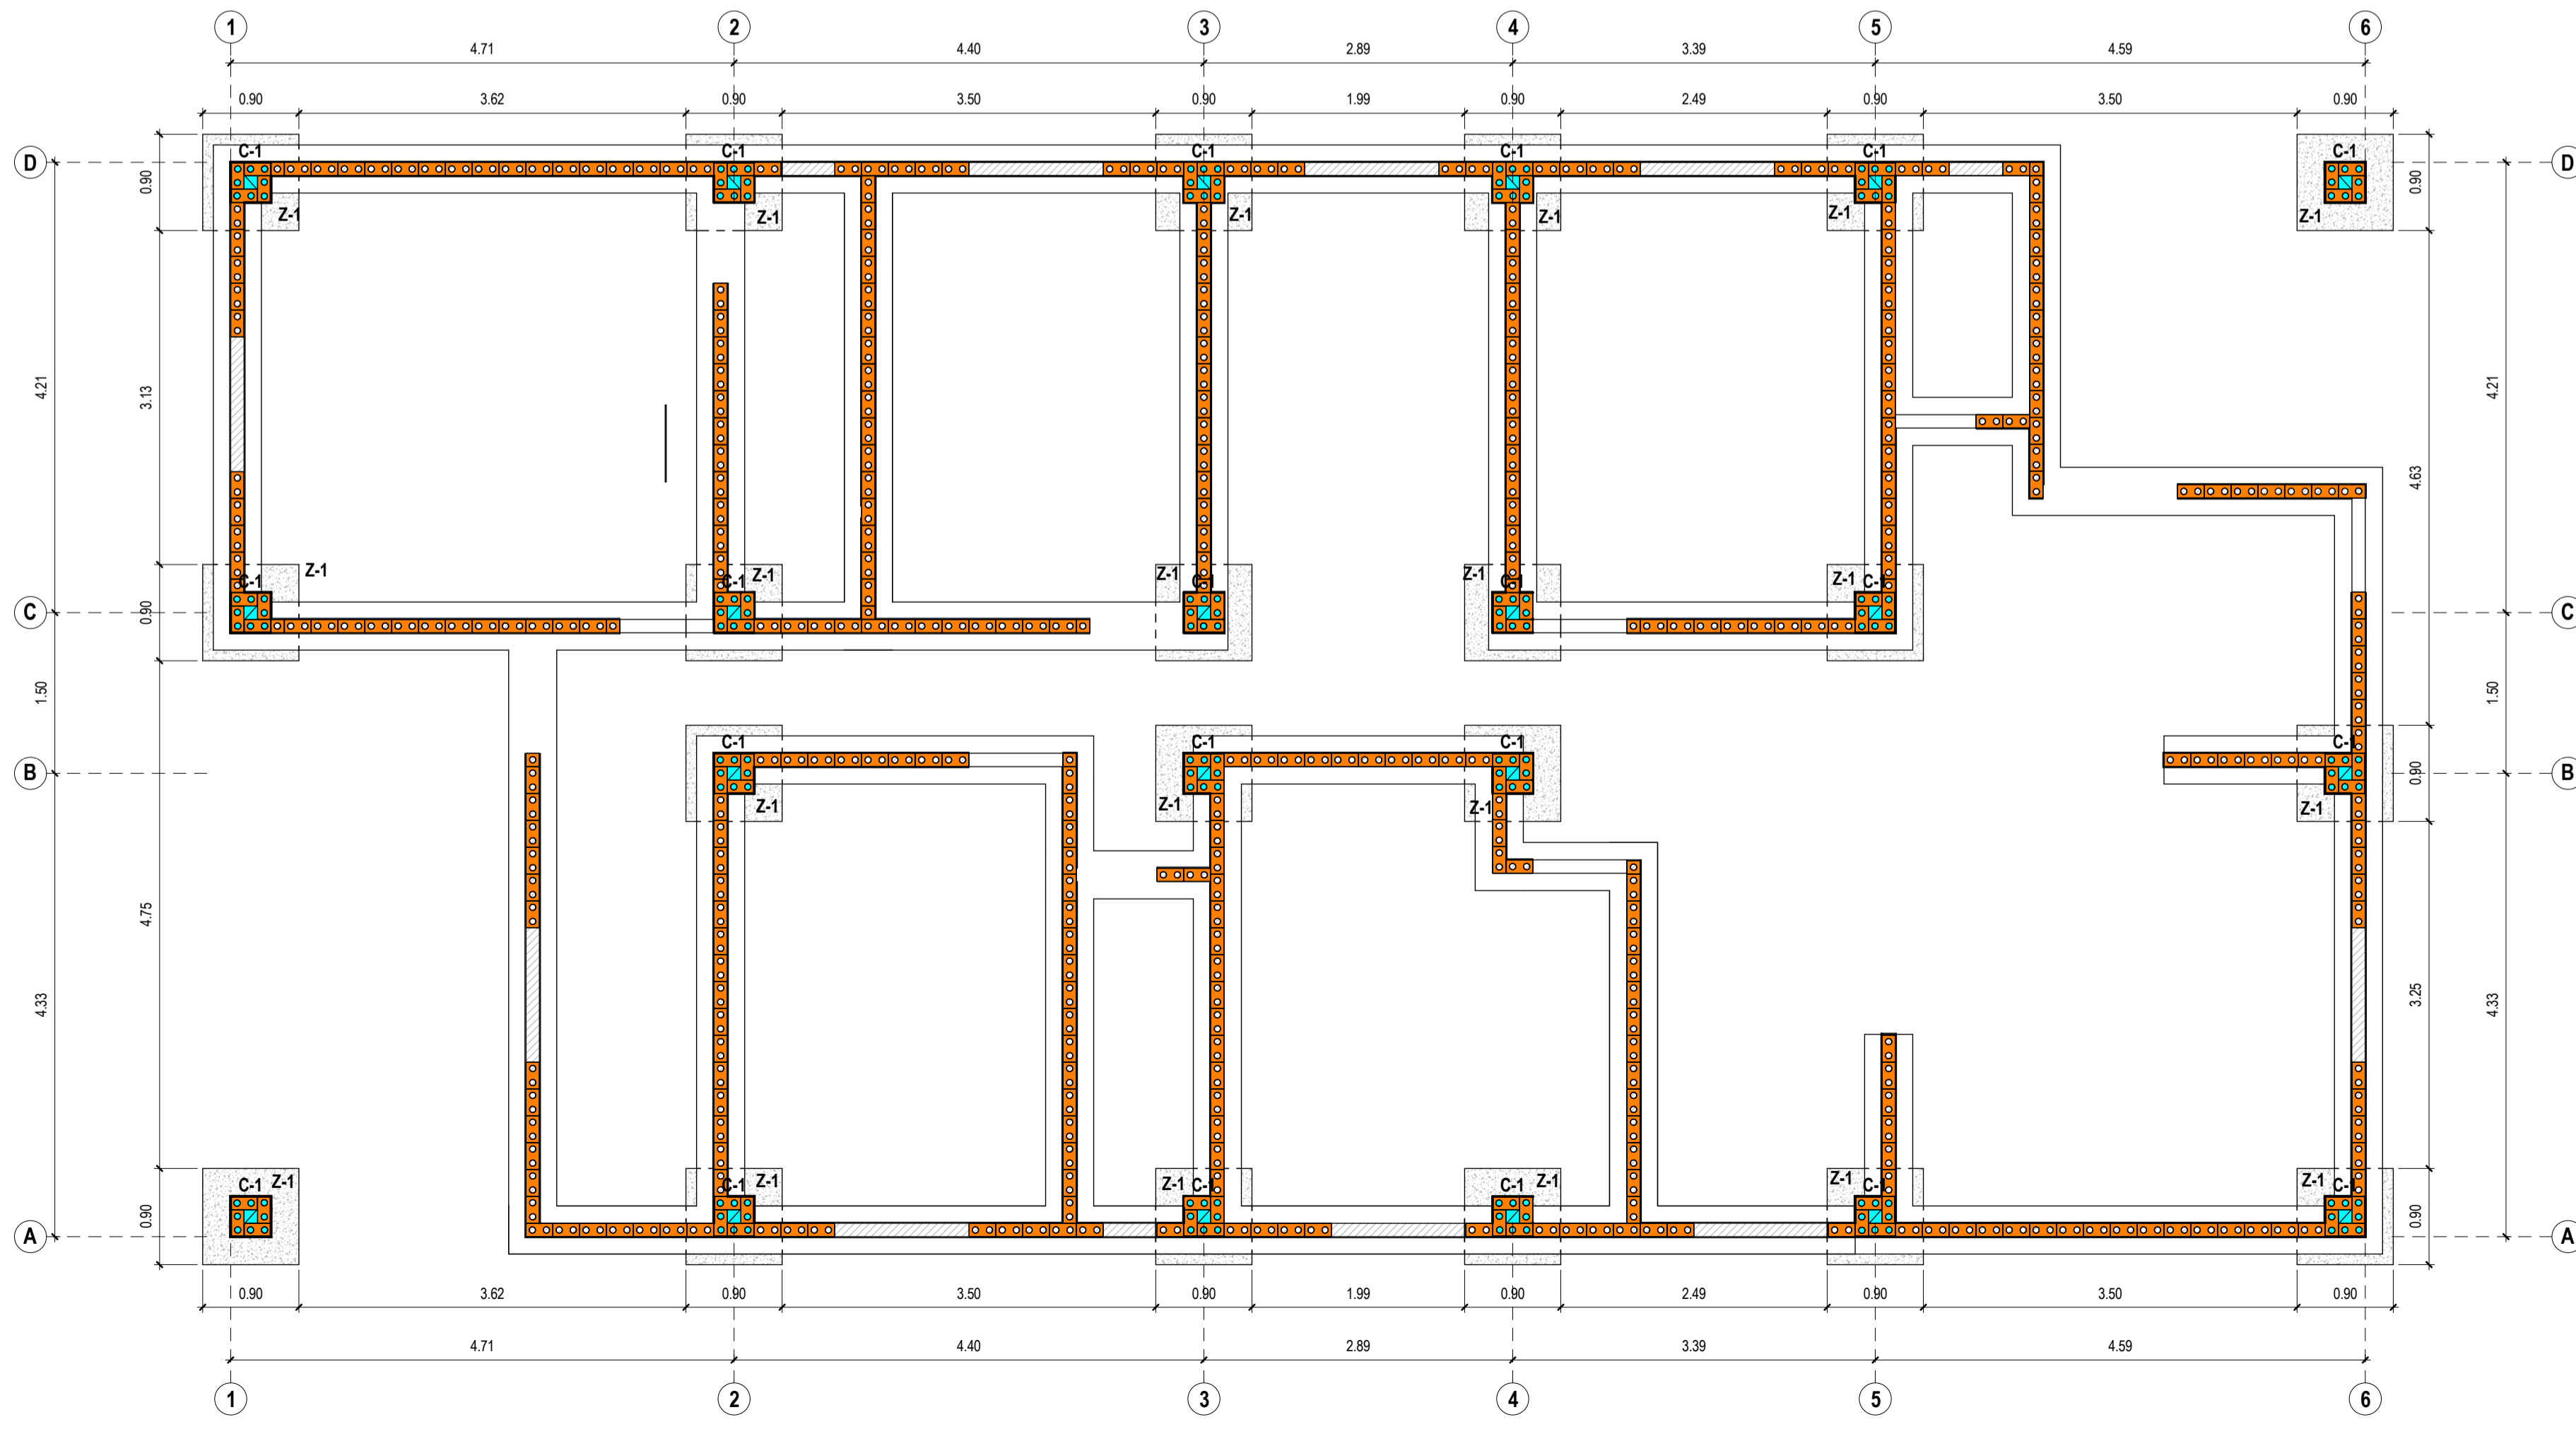 1 2 3 4 5 6
4.71 4.40 2.89 3.39 4.59
0.90 3.62 0.90 3.50 0.90 1.99 0.90 2.49 0.90 3.50 0.90
D C-1 C-1 C-1 C-1 C-1 C-1 D
0.90 0.90
Z-1 Z-1 Z-1 Z-1 Z-1 Z-1
4.21 3.13 4.63 4.21
Z-1 Z-1 Z-1 Z-1 Z-1
C-1 C-1 C-1 C-1 C-1
C 0.90 C
1.50 1.50
C-1 C-1 C-1 C-1
B 0.90 B
Z-1 Z-1 Z-1 Z-1
4.33 4.75 3.25 4.33
C-1 Z-1 C-1 Z-1 Z-1 C-1 C-1 Z-1 Z-1 C-1 Z-1 C-1
0.90 0.90
A A
0.90 3.62 0.90 3.50 0.90 1.99 0.90 2.49 0.90 3.50 0.90
4.71 4.40 2.89 3.39 4.59
1 2 3 4 5 6